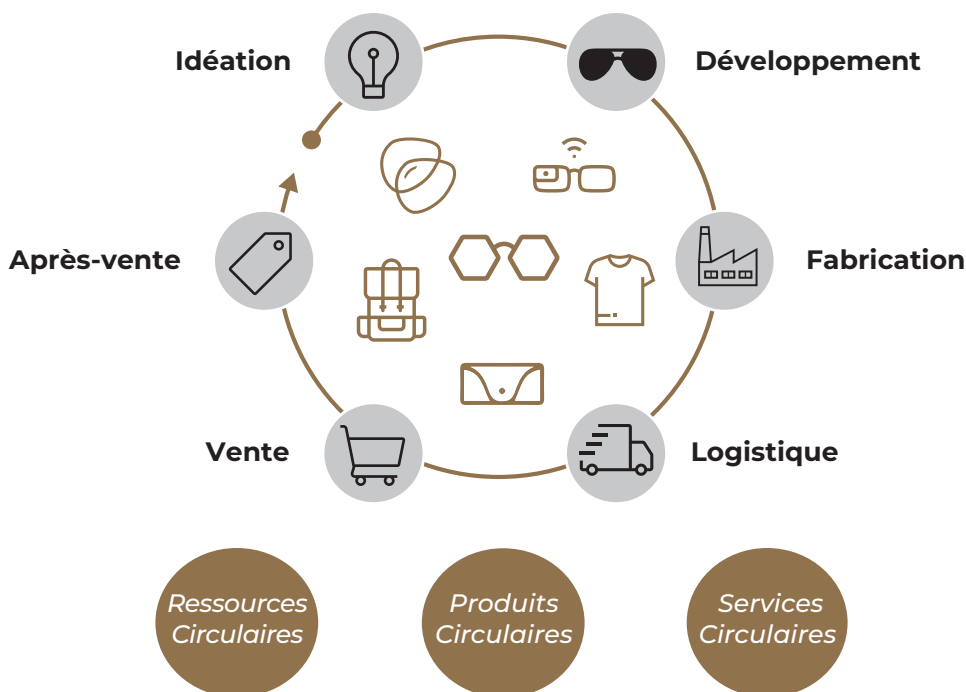 Idéation
Développement
Après-vente
Fabrication
Vente
Logistique
Ressources
Circulaires
Produits
Circulaires
Services
Circulaires